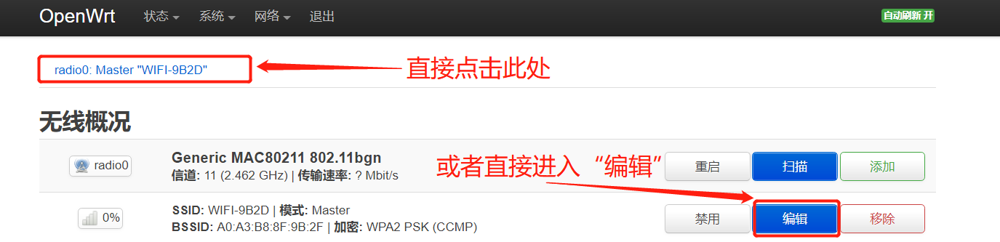 OpenWrt 状态 系统 网络 退出 自动刷新 开
radio0: Master "WIFI-9B2D"
直接点击此处
无线概况
radio0
Generic MAC80211 802.11bgn
信道: 11 (2.462 GHz) | 传输速率: ? Mbit/s
或者直接进入“编辑”
重启 扫描 添加
0%
SSID: WIFI-9B2D | 模式: Master
BSSID: A0:A3:B8:8F:9B:2F | 加密: WPA2 PSK (CCMP)
禁用 编辑 移除